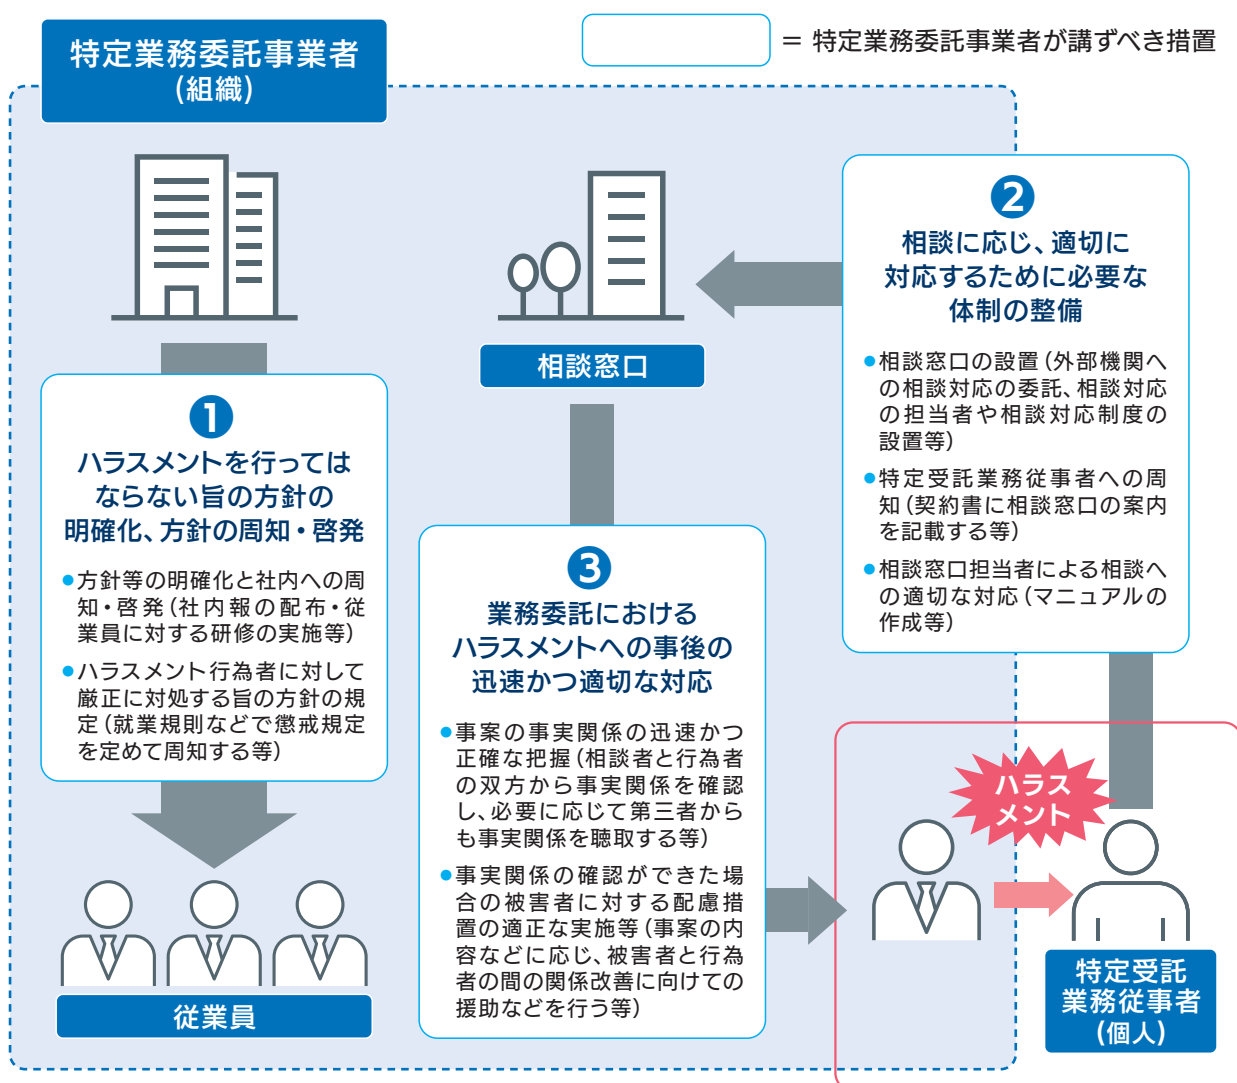 特定業務委託事業者
(組織)
= 特定業務委託事業者が講ずべき措置
❶
ハラスメントを行っては
ならない旨の方針の
明確化、方針の周知・啓発
●方針等の明確化と社内への周
知・啓発(社内報の配布・従
業員に対する研修の実施等)
●ハラスメント行為者に対して
厳正に対処する旨の方針の規
定(就業規則などで懲戒規定
を定めて周知する等)
従業員
相談窓口
❷
相談に応じ、適切に
対応するために必要な
体制の整備
●相談窓口の設置(外部機関へ
の相談対応の委託、相談対応
の担当者や相談対応制度の
設置等)
●特定受託業務従事者への周
知(契約書に相談窓口の案内
を記載する等)
●相談窓口担当者による相談へ
の適切な対応(マニュアルの
作成等)
❸
業務委託における
ハラスメントへの事後の
迅速かつ適切な対応
●事案の事実関係の迅速かつ
正確な把握(相談者と行為者
の双方から事実関係を確認
し、必要に応じて第三者から
も事実関係を聴取する等)
●事実関係の確認ができた場
合の被害者に対する配慮措
置の適正な実施等(事案の内
容などに応じ、被害者と行為
者の間の関係改善に向けての
援助などを行う等)
ハラス
メント
特定受託
業務従事者
(個人)